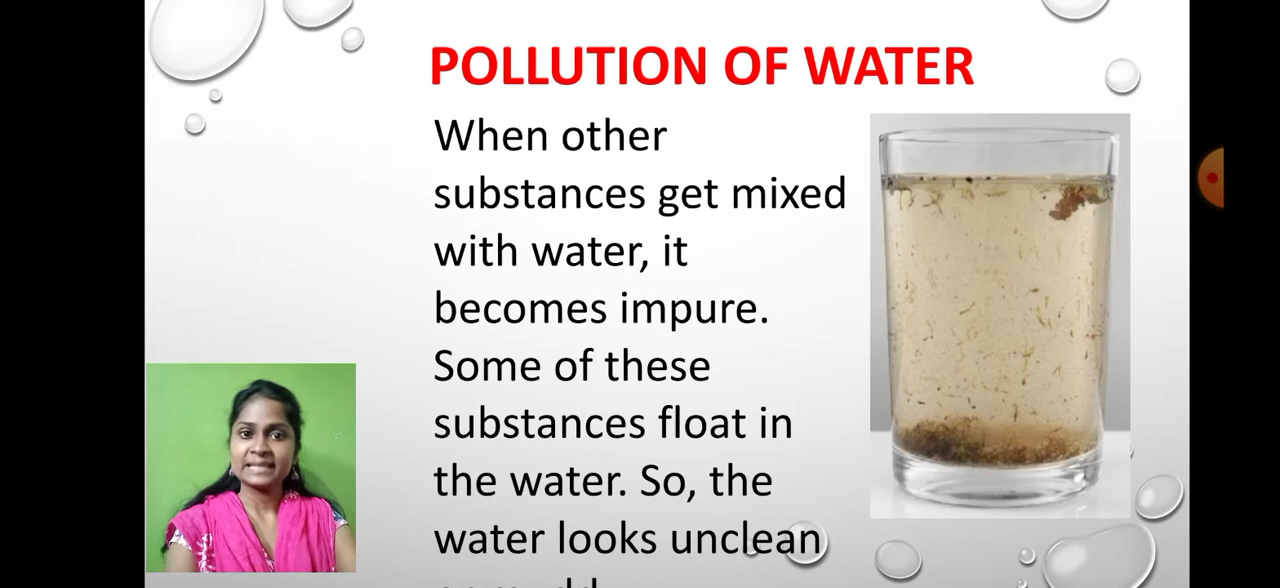 POLLUTION OF WATER
When other
substances get mixed
with water, it
becomes impure.
Some of these
substances float in
the water. So, the
water looks unclean